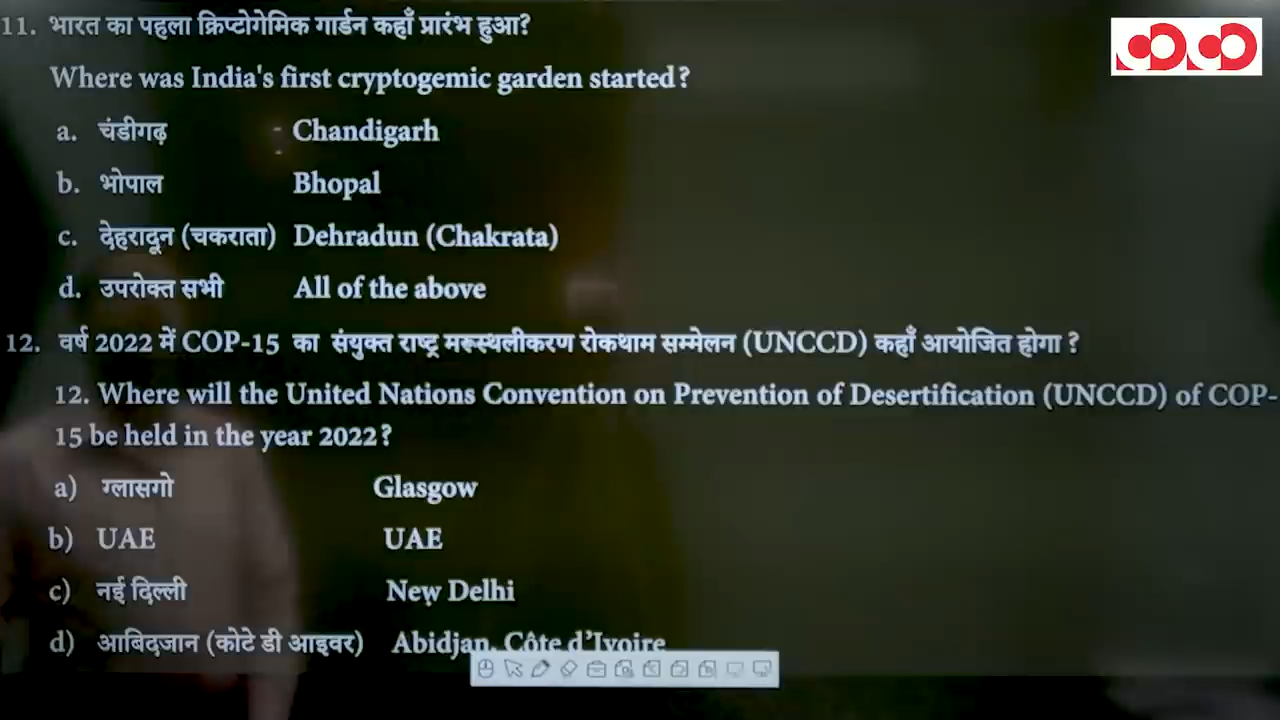 11. भारत का पहला क्रिप्टोगेमिक गार्डन कहाँ प्रारंभ हुआ?
Where was India's first cryptogemic garden started?
a. चंडीगढ़ Chandigarh
b. भोपाल Bhopal
c. देहरादून (चकराता) Dehradun (Chakrata)
d. उपरोक्त सभी All of the above
12. वर्ष 2022 में COP-15 का संयुक्त राष्ट्र मरूस्थलीकरण रोकथाम सम्मेलन (UNCCD) कहाँ आयोजित होगा ?
12. Where will the United Nations Convention on Prevention of Desertification (UNCCD) of COP-
15 be held in the year 2022?
a) ग्लासगो Glasgow
b) UAE UAE
c) नई दिल्ली New Delhi
d) आबिदजान (कोटे डी आइवर) Abidjan, Côte d’Ivoire